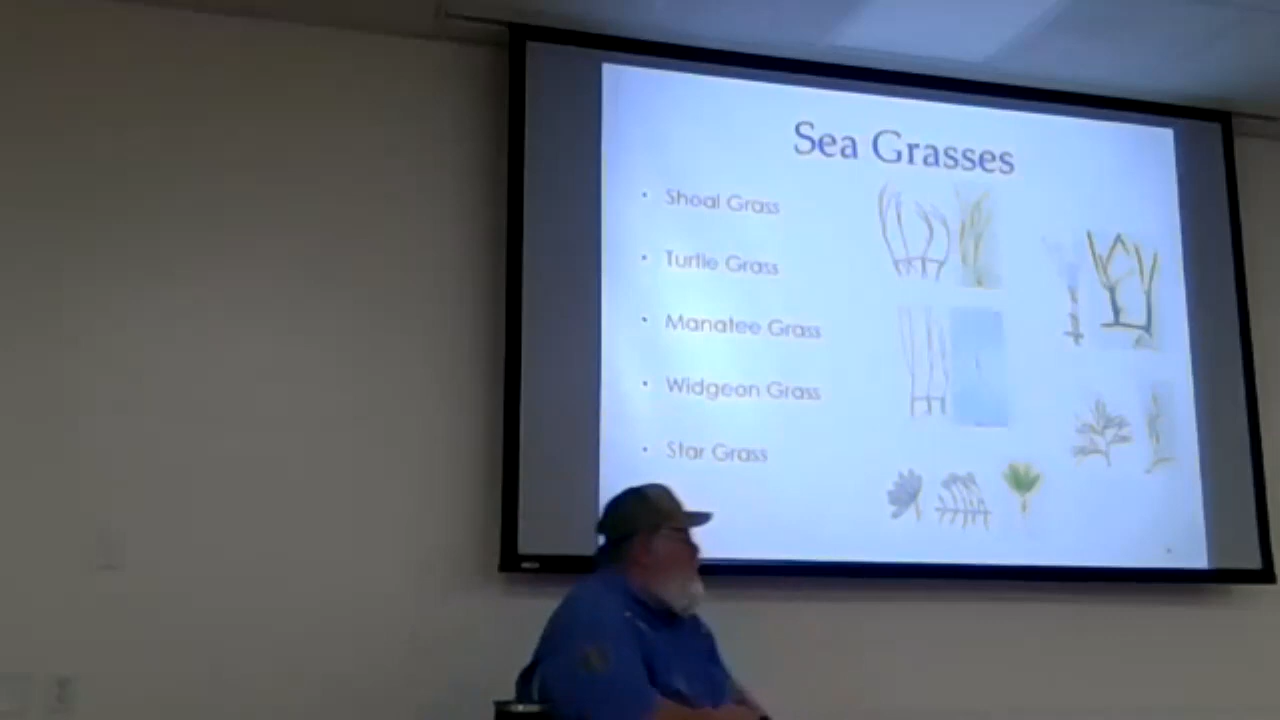 Sea Grasses
• Shoal Grass
• Turtle Grass
• Manatee Grass
• Widgeon Grass
• Star Grass